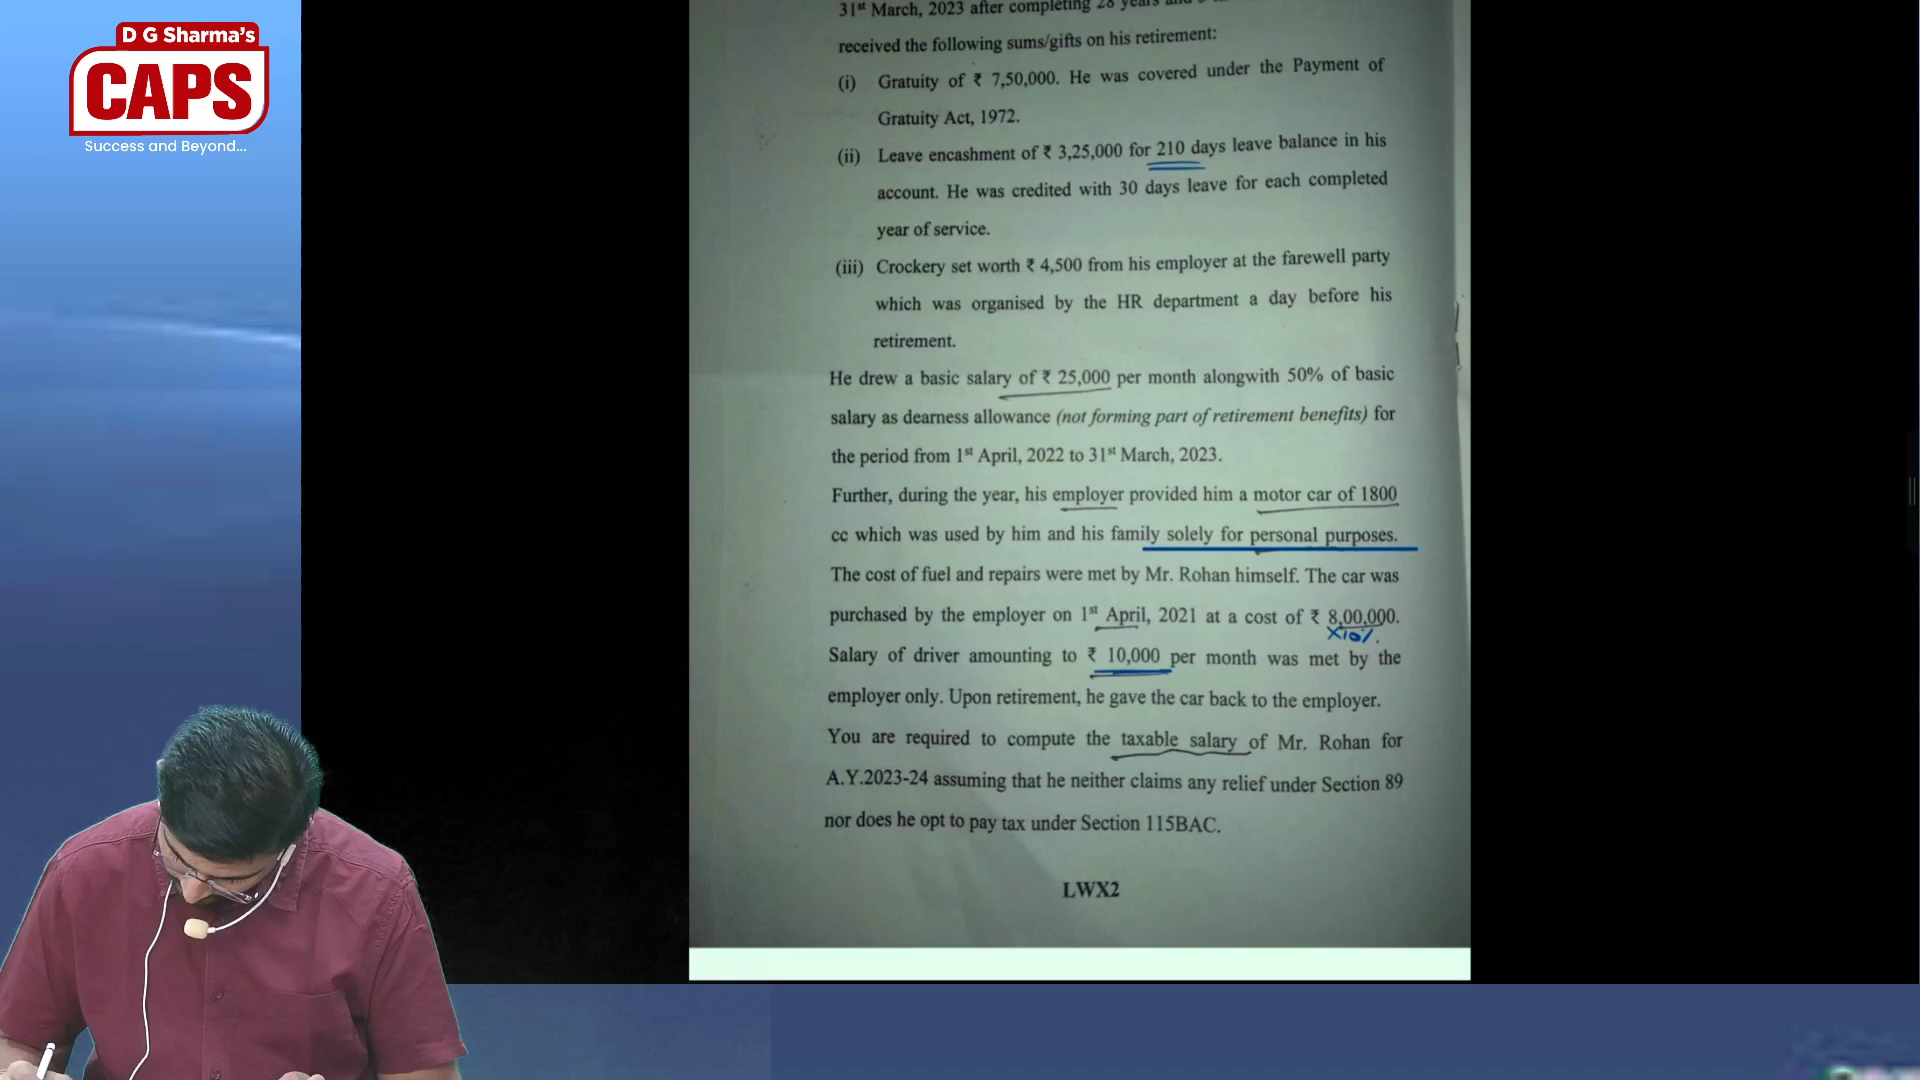 D G Sharma's
CAPS
Success and Beyond...
31st March, 2023 after completing 28 years and
received the following sums/gifts on his retirement:
(i) Gratuity of ₹ 7,50,000. He was covered under the Payment of
Gratuity Act, 1972.
(ii) Leave encashment of ₹ 3,25,000 for 210 days leave balance in his
account. He was credited with 30 days leave for each completed
year of service.
(iii) Crockery set worth ₹ 4,500 from his employer at the farewell party
which was organised by the HR department a day before his
retirement.
He drew a basic salary of ₹ 25,000 per month alongwith 50% of basic
salary as dearness allowance (not forming part of retirement benefits) for
the period from 1st April, 2022 to 31st March, 2023.
Further, during the year, his employer provided him a motor car of 1800
cc which was used by him and his family solely for personal purposes.
The cost of fuel and repairs were met by Mr. Rohan himself. The car was
purchased by the employer on 1st April, 2021 at a cost of ₹ 8,00,000.
×10%.
Salary of driver amounting to ₹ 10,000 per month was met by the
employer only. Upon retirement, he gave the car back to the employer.
You are required to compute the taxable salary of Mr. Rohan for
A.Y.2023-24 assuming that he neither claims any relief under Section 89
nor does he opt to pay tax under Section 115BAC.
LWX2